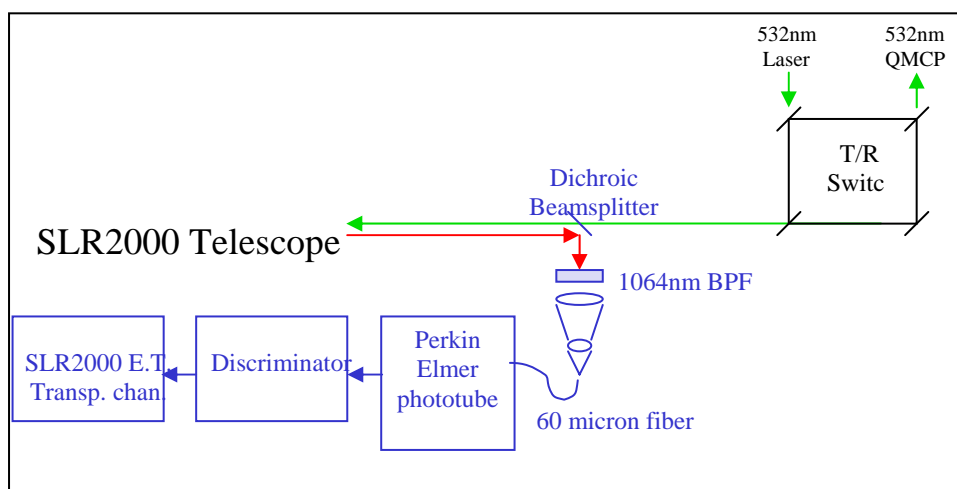 532nm
Laser
532nm
QMCP
T/R
Switc
Dichroic
Beamsplitter
SLR2000 Telescope
1064nm BPF
SLR2000 E.T.
Transp. chan.
Discriminator
Perkin
Elmer
phototube
60 micron fiber